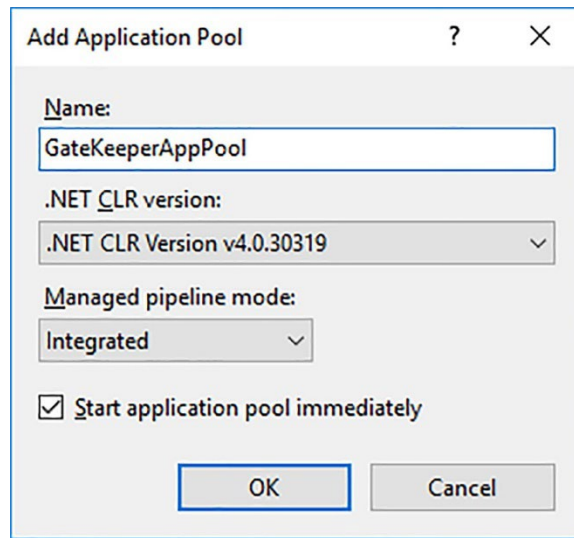 Add Application Pool ?
Name:
GateKeeperAppPool
.NET CLR version:
.NET CLR Version v4.0.30319
Managed pipeline mode:
Integrated
Start application pool immediately
OK Cancel